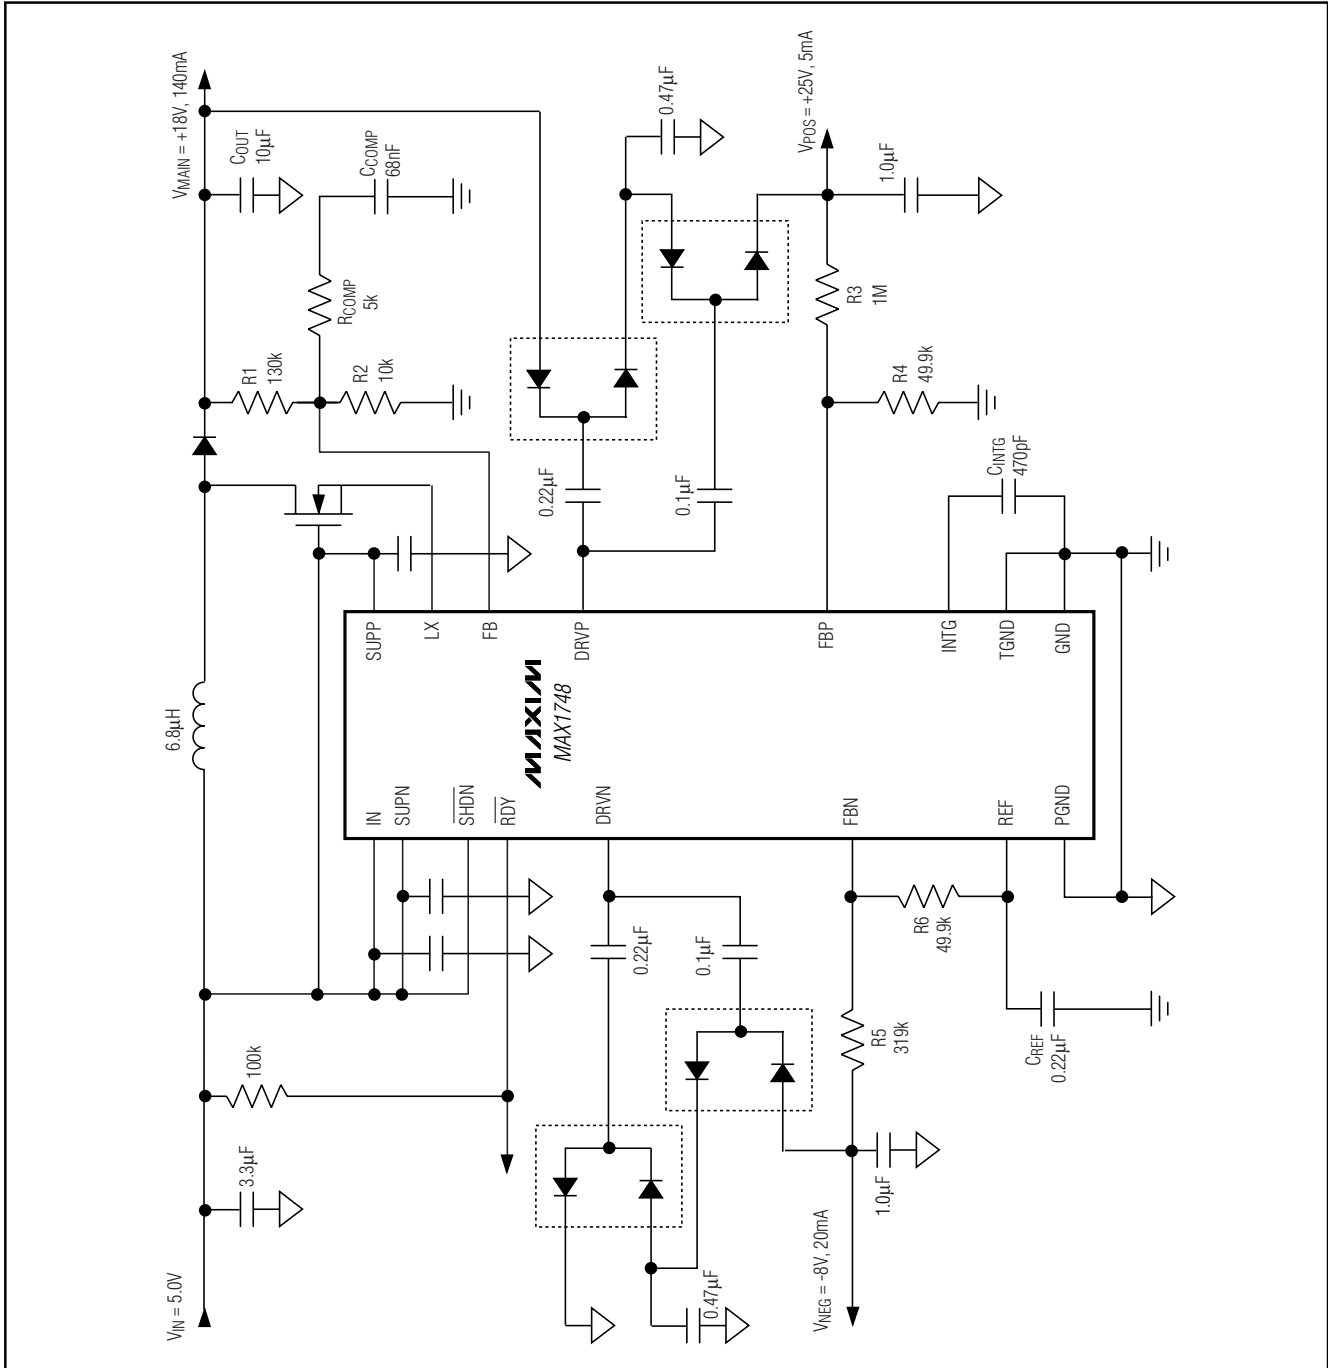 VIN = 5.0V
3.3µF
100k
6.8µH
VMAIN = +18V, 140mA
COUT
10µF
R1
130k
R2
10k
RCOMP
5k
CCOMP
68nF
IN
SUPN
SHDN
RDY
DRVN
FBN
REF
PGND
MAXIM
MAX1748
SUPP
LX
FB
DRVP
FBP
INTG
TGND
GND
0.22µF
0.1µF
0.47µF
VPOS = +25V, 5mA
1.0µF
R3
1M
R4
49.9k
CINTG
470pF
0.22µF
0.1µF
0.47µF
VNEG = -8V, 20mA
1.0µF
R5
319k
R6
49.9k
CREF
0.22µF